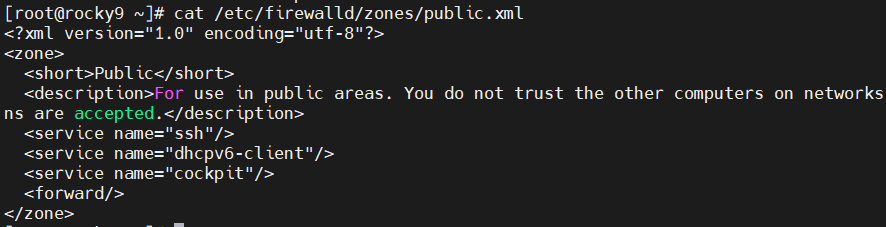 [root@rocky9 ~]# cat /etc/firewalld/zones/public.xml
<?xml version="1.0" encoding="utf-8"?>
<zone>
  <short>Public</short>
  <description>For use in public areas. You do not trust the other computers on networks
ns are accepted.</description>
  <service name="ssh"/>
  <service name="dhcpv6-client"/>
  <service name="cockpit"/>
  <forward/>
</zone>